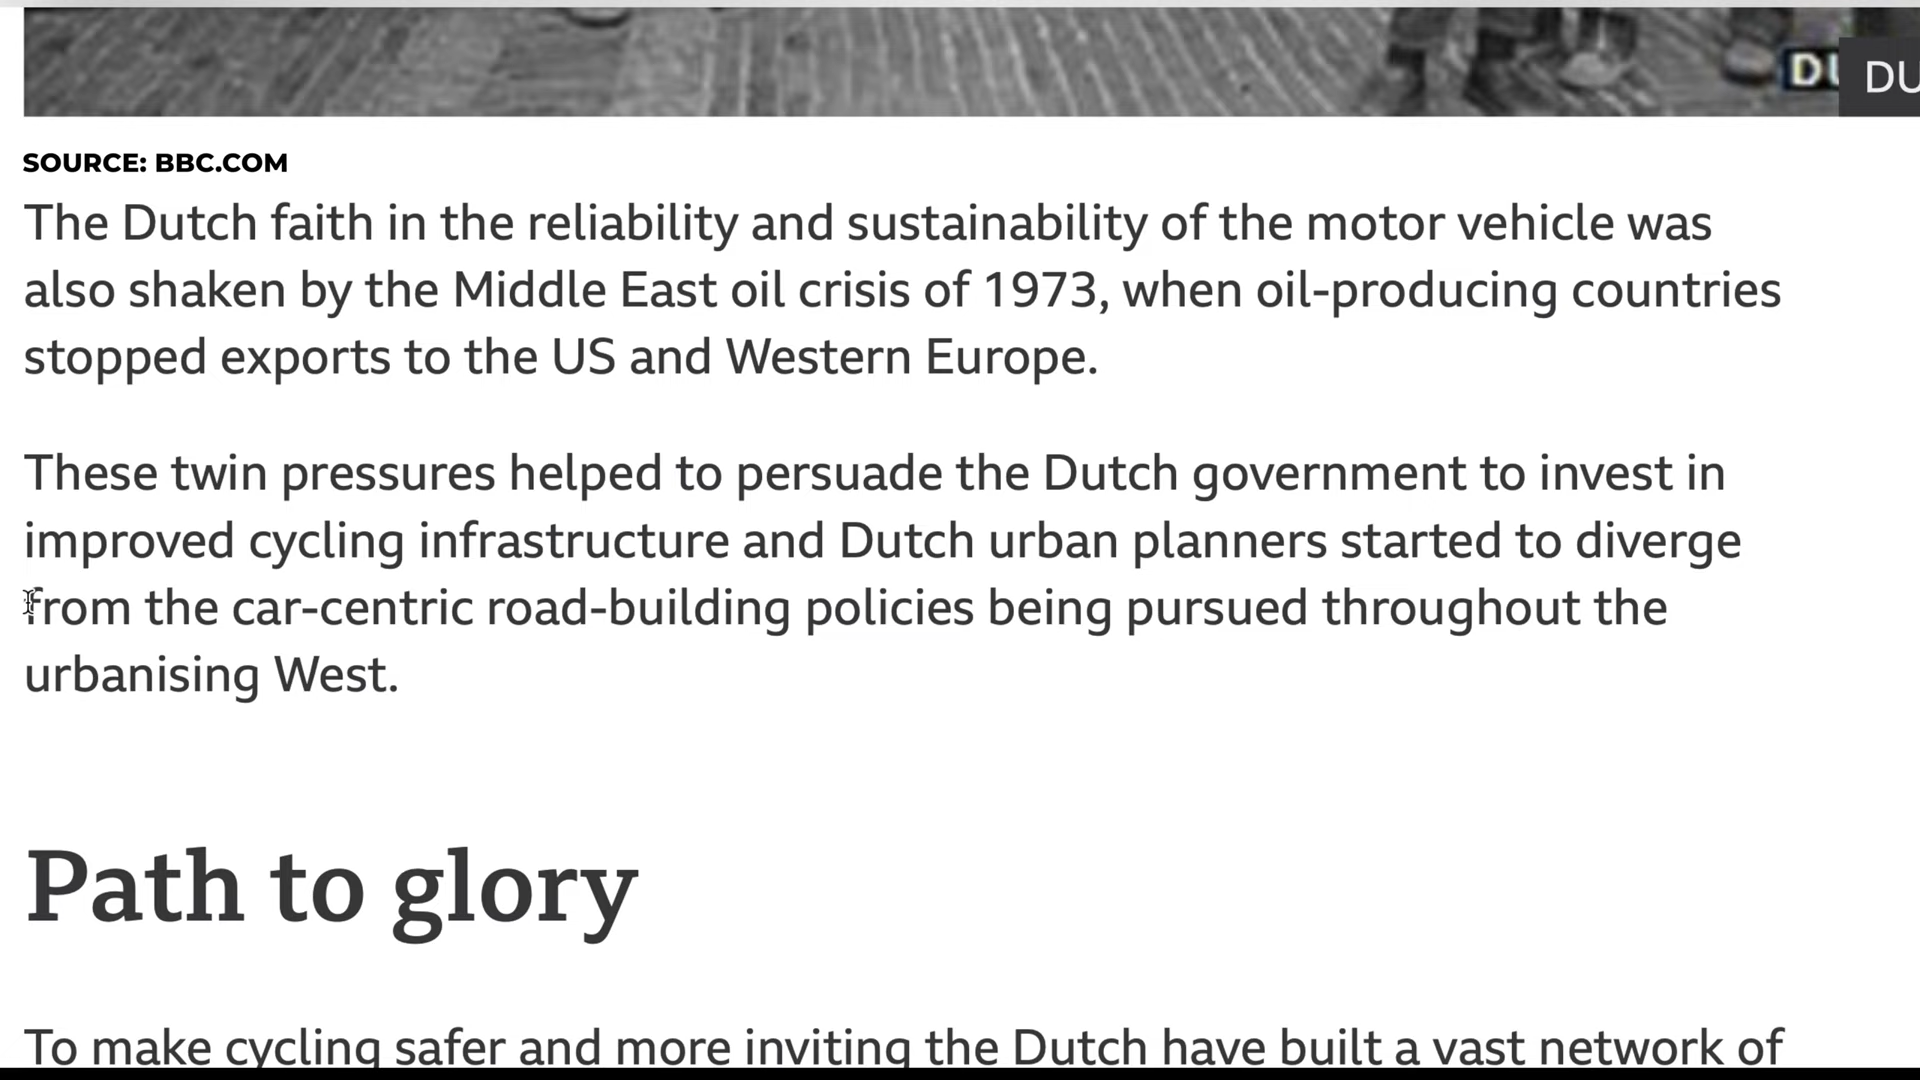 DU
DU
SOURCE: BBC.COM
The Dutch faith in the reliability and sustainability of the motor vehicle was
also shaken by the Middle East oil crisis of 1973, when oil-producing countries
stopped exports to the US and Western Europe.
These twin pressures helped to persuade the Dutch government to invest in
improved cycling infrastructure and Dutch urban planners started to diverge
from the car-centric road-building policies being pursued throughout the
urbanising West.
Path to glory
To make cycling safer and more inviting the Dutch have built a vast network of